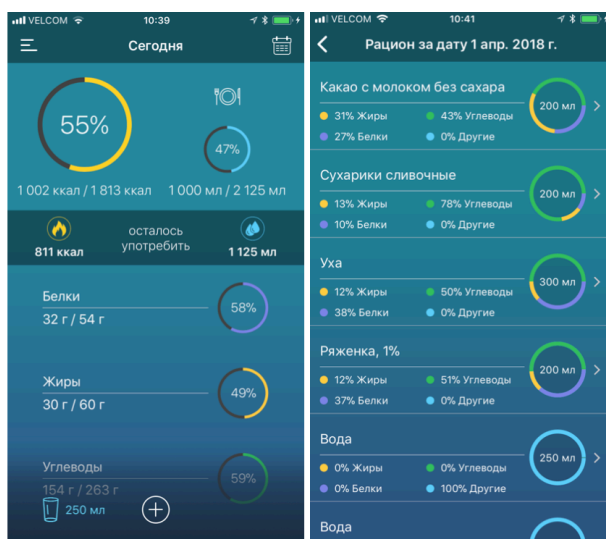 VELCOM 10:39
Сегодня
55%
47%
1 002 ккал / 1 813 ккал 1 000 мл / 2 125 мл
811 ккал
осталось
употребить
1 125 мл
Белки
32 г / 54 г
58%
Жиры
30 г / 60 г
49%
Углеводы
154 г / 263 г
59%
250 мл
VELCOM 10:41
Рацион за дату 1 апр. 2018 г.
Какао с молоком без сахара
31% Жиры 43% Углеводы
27% Белки 0% Другие
200 мл
Сухарики сливочные
13% Жиры 78% Углеводы
10% Белки 0% Другие
200 мл
Уха
12% Жиры 50% Углеводы
38% Белки 0% Другие
300 мл
Ряженка, 1%
12% Жиры 51% Углеводы
37% Белки 0% Другие
200 мл
Вода
0% Жиры 0% Углеводы
0% Белки 100% Другие
250 мл
Вода